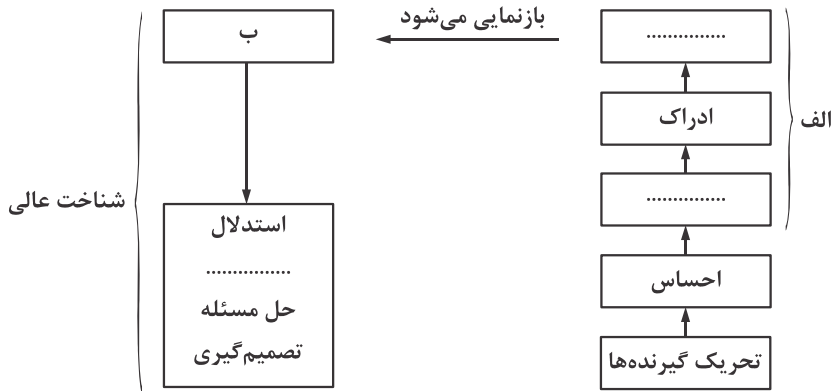 بازنمایی می‌شود
...............
ادراک
...............
احساس
تحریک گیرنده‌ها
الف
ب
استدلال
...............
حل مسئله
تصمیم‌گیری
شناخت عالی